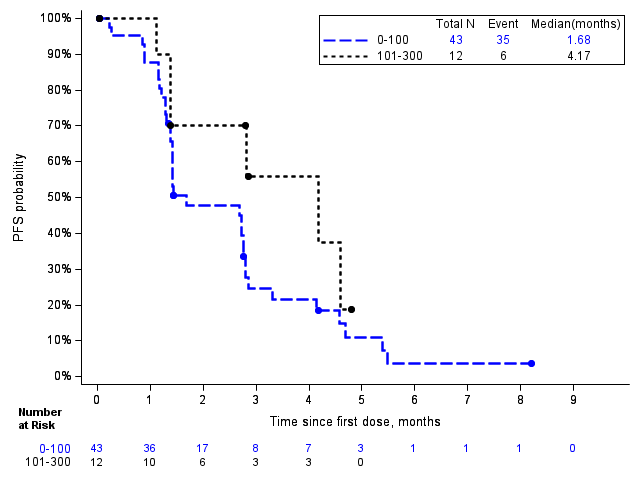 Total N Event Median(months)
0-100 43 35 1.68
101-300 12 6 4.17
100%
90%
80%
70%
60%
50%
40%
30%
20%
10%
0%
PFS probability
0 1 2 3 4 5 6 7 8 9
Time since first dose, months
Number
at Risk
0-100 43 36 17 8 7 3 1 1 1 0
101-300 12 10 6 3 3 0